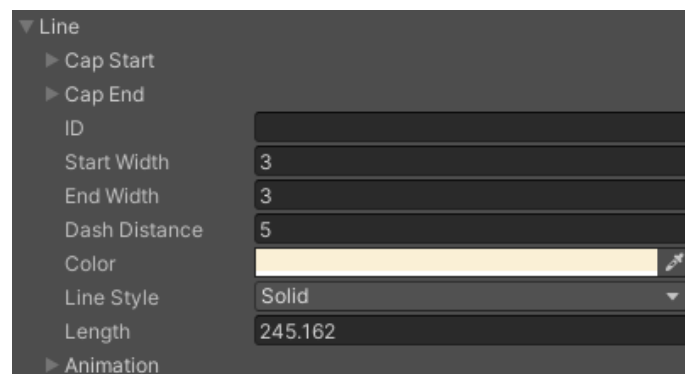 Line
Cap Start
Cap End
ID
Start Width 3
End Width 3
Dash Distance 5
Color
Line Style Solid
Length 245.162
Animation